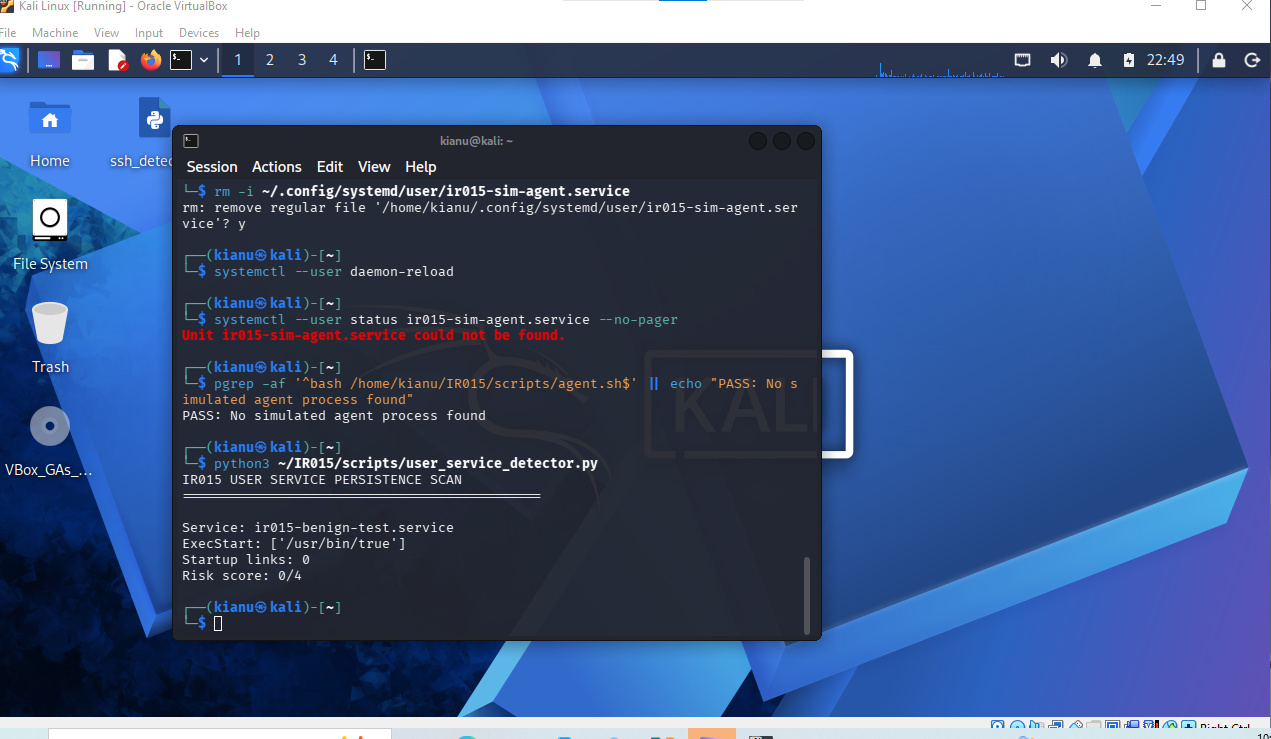 Kali Linux [Running] - Oracle VirtualBox
File Machine View Input Devices Help
1 2 3 4 22:49
Home
ssh_detec
File System
Trash
VBox_GAs_...
kianu@kali: ~
Session Actions Edit View Help
└─$ rm -i ~/.config/systemd/user/ir015-sim-agent.service
rm: remove regular file '/home/kianu/.config/systemd/user/ir015-sim-agent.ser
vice'? y
┌──(kianu㉿kali)-[~]
└─$ systemctl --user daemon-reload
┌──(kianu㉿kali)-[~]
└─$ systemctl --user status ir015-sim-agent.service --no-pager
Unit ir015-sim-agent.service could not be found.
┌──(kianu㉿kali)-[~]
└─$ pgrep -af '^bash /home/kianu/IR015/scripts/agent.sh$' || echo "PASS: No s
imulated agent process found"
PASS: No simulated agent process found
┌──(kianu㉿kali)-[~]
└─$ python3 ~/IR015/scripts/user_service_detector.py
IR015 USER SERVICE PERSISTENCE SCAN
=============================================
Service: ir015-benign-test.service
ExecStart: ['/usr/bin/true']
Startup links: 0
Risk score: 0/4
┌──(kianu㉿kali)-[~]
└─$
KALI
Right Ctrl